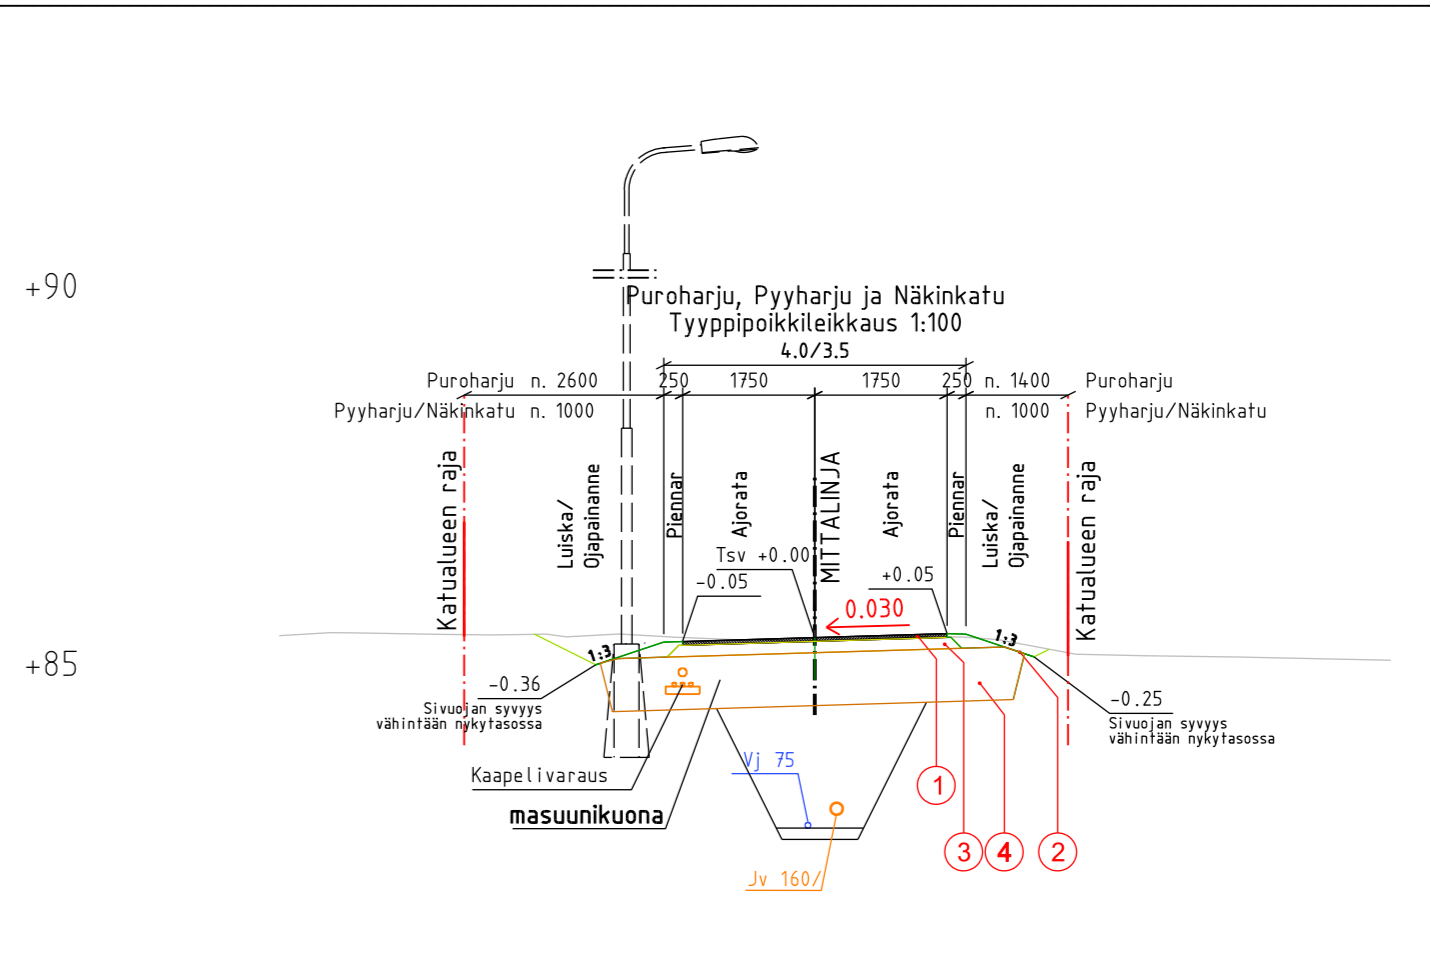 +90
Puroharju, Pyyharju ja Näkinkatu
Tyyppipoikkileikkaus 1:100
4.0/3.5
Puroharju n. 2600 250 1750 1750 250 n. 1400 Puroharju
Pyyharju/Näkinkatu n. 1000 n. 1000 Pyyharju/Näkinkatu
Katualueen raja
Luiska/
Ojapainanne
Piennar
Ajorata
MITTALINJA
Ajorata
Piennar
Luiska/
Ojapainanne
Katualueen raja
Tsv +0.00
-0.05
+0.05
0.030
1:3
1:3
+85
-0.36
Sivuojan syvyys
vähintään nykytasossa
-0.25
Sivuojan syvyys
vähintään nykytasossa
Kaapelivaraus
Vj 75
1
masuunikuona
3
4
2
Jv 160/